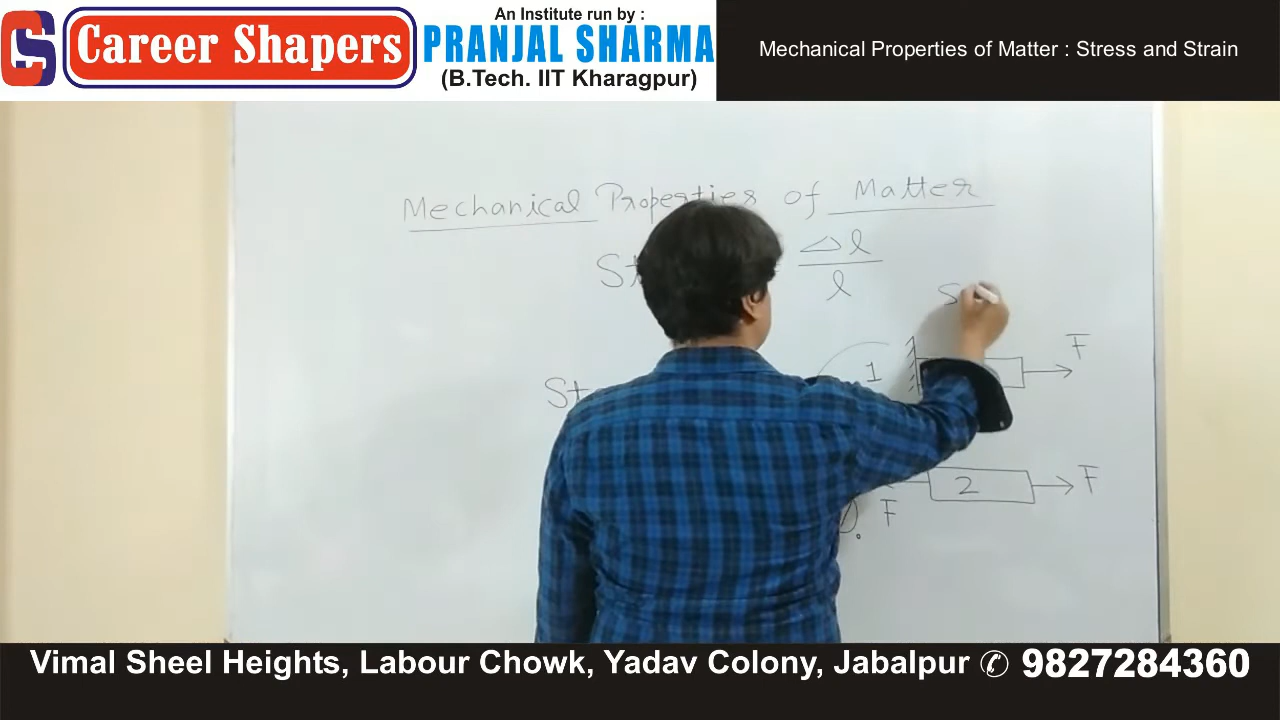 CS
Career Shapers
An Institute run by :
PRANJAL SHARMA
(B.Tech. IIT Kharagpur)
Mechanical Properties of Matter : Stress and Strain
Mechanical Properties of Matter
Δl
l
1
F
2
F
F
Vimal Sheel Heights, Labour Chowk, Yadav Colony, Jabalpur ✆ 9827284360